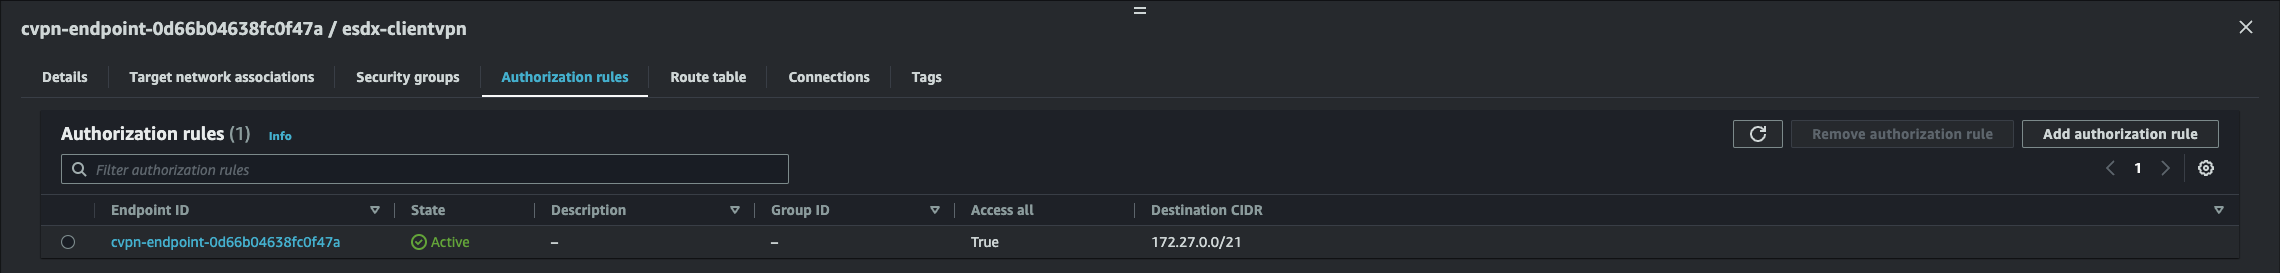 cvpn-endpoint-0d66b04638fc0f47a / esdx-clientvpn
Details Target network associations Security groups Authorization rules Route table Connections Tags
Authorization rules (1) Info
Remove authorization rule Add authorization rule
Filter authorization rules
1
Endpoint ID State Description Group ID Access all Destination CIDR
cvpn-endpoint-0d66b04638fc0f47a Active – – True 172.27.0.0/21